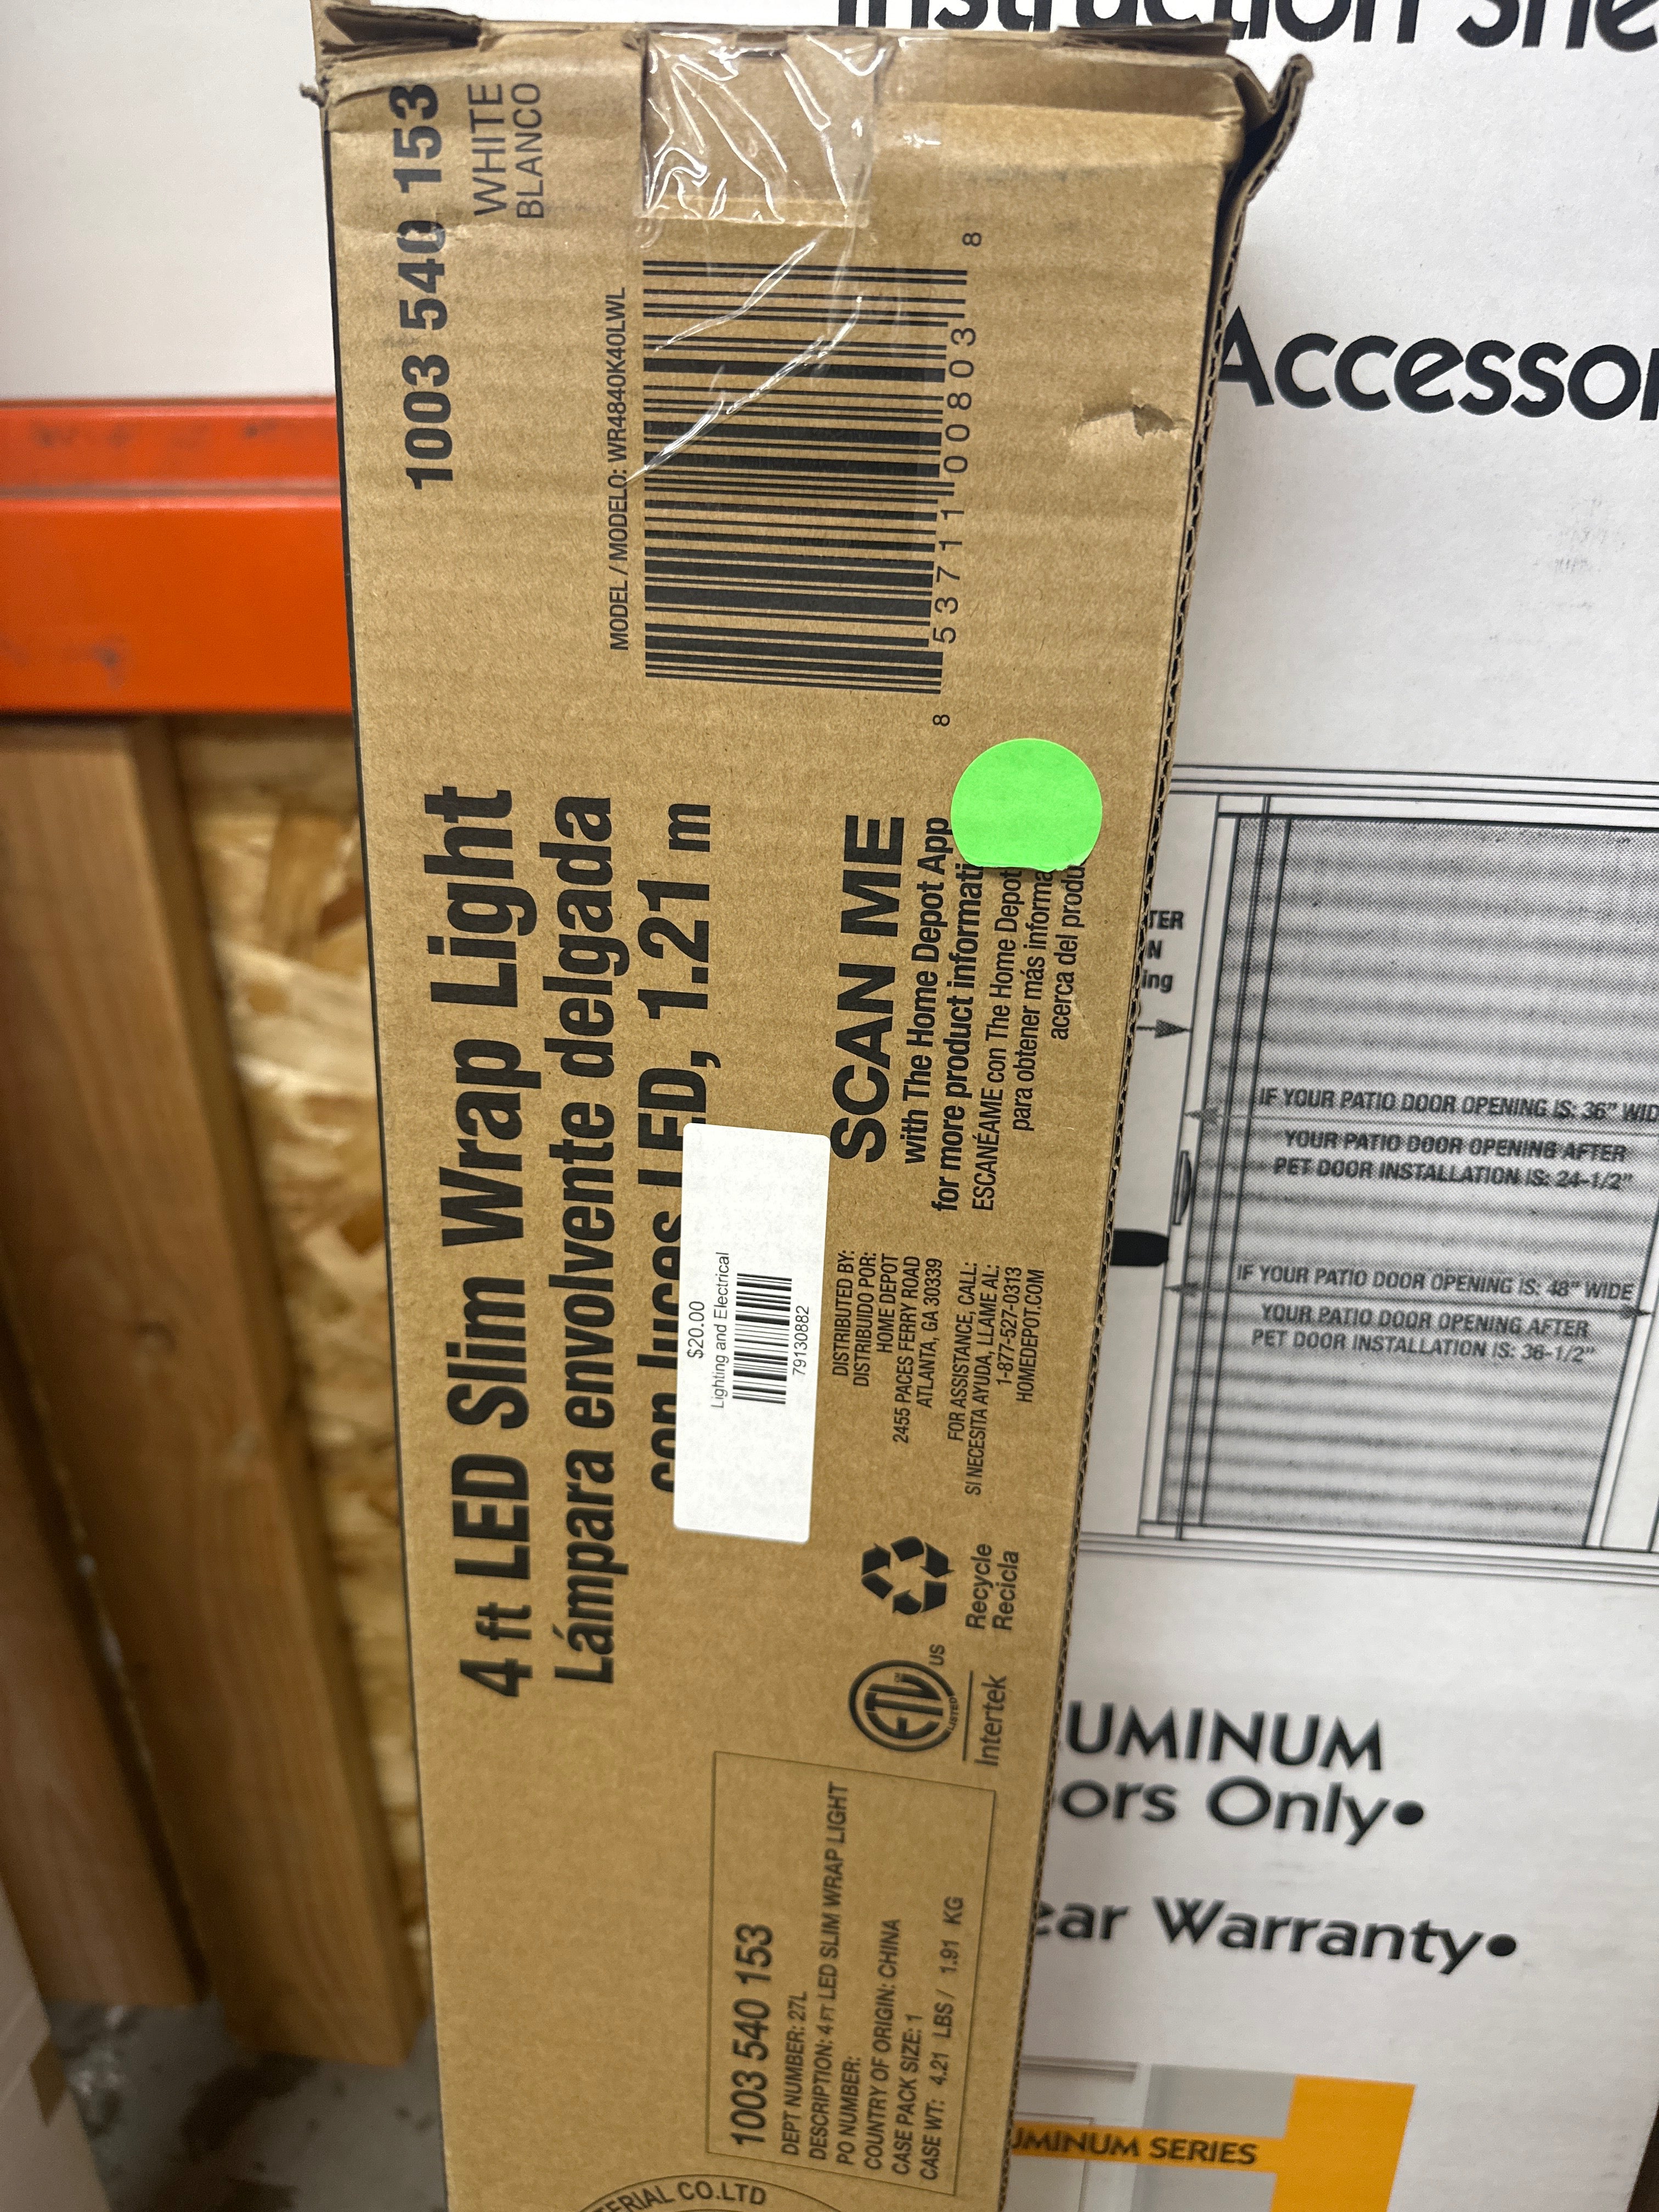 1003 540 153
WHITE
BLANCO
MODEL / MODELO: WR4840K40LWL
8 53711 00803 8
4 ft LED Slim Wrap Light
Lámpara envolvente delgada
con luces LED, 1.21 m
$20.00
Lighting and Electrical
79130882
SCAN ME
with The Home Depot App
for more product informati
ESCANÉAME con The Home Depot
para obtener más informa
acerca del produ
DISTRIBUTED BY:
DISTRIBUIDO POR:
HOME DEPOT
2455 PACES FERRY ROAD
ATLANTA, GA 30339
FOR ASSISTANCE, CALL:
SI NECESITA AYUDA, LLAME AL:
1-877-527-0313
HOMEDEPOT.COM
Recycle
Recicla
ETL
LISTED
US
Intertek
1003 540 153
DEPT NUMBER: 27L
DESCRIPTION: 4 FT LED SLIM WRAP LIGHT
PO NUMBER:
COUNTRY OF ORIGIN: CHINA
CASE PACK SIZE: 1
CASE WT: 4.21 LBS / 1.91 KG
ERIAL CO.LTD
Instruction She
Accessor
TER
N
ing
IF YOUR PATIO DOOR OPENING IS: 36" WID
YOUR PATIO DOOR OPENING AFTER
PET DOOR INSTALLATION IS: 24-1/2"
IF YOUR PATIO DOOR OPENING IS: 48" WIDE
YOUR PATIO DOOR OPENING AFTER
PET DOOR INSTALLATION IS: 36-1/2"
UMINUM
ors Only•
ear Warranty•
UMINUM SERIES